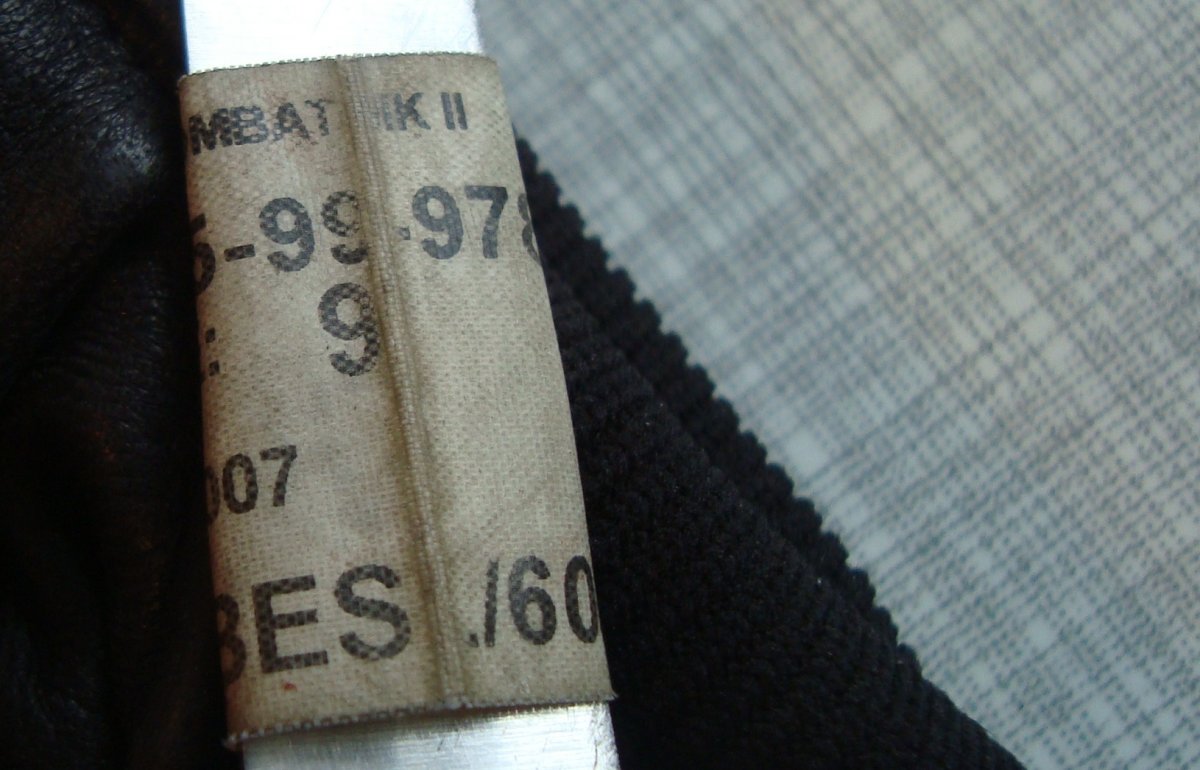 MBAT MK II
5-99-978
: 9
007
BES ./60